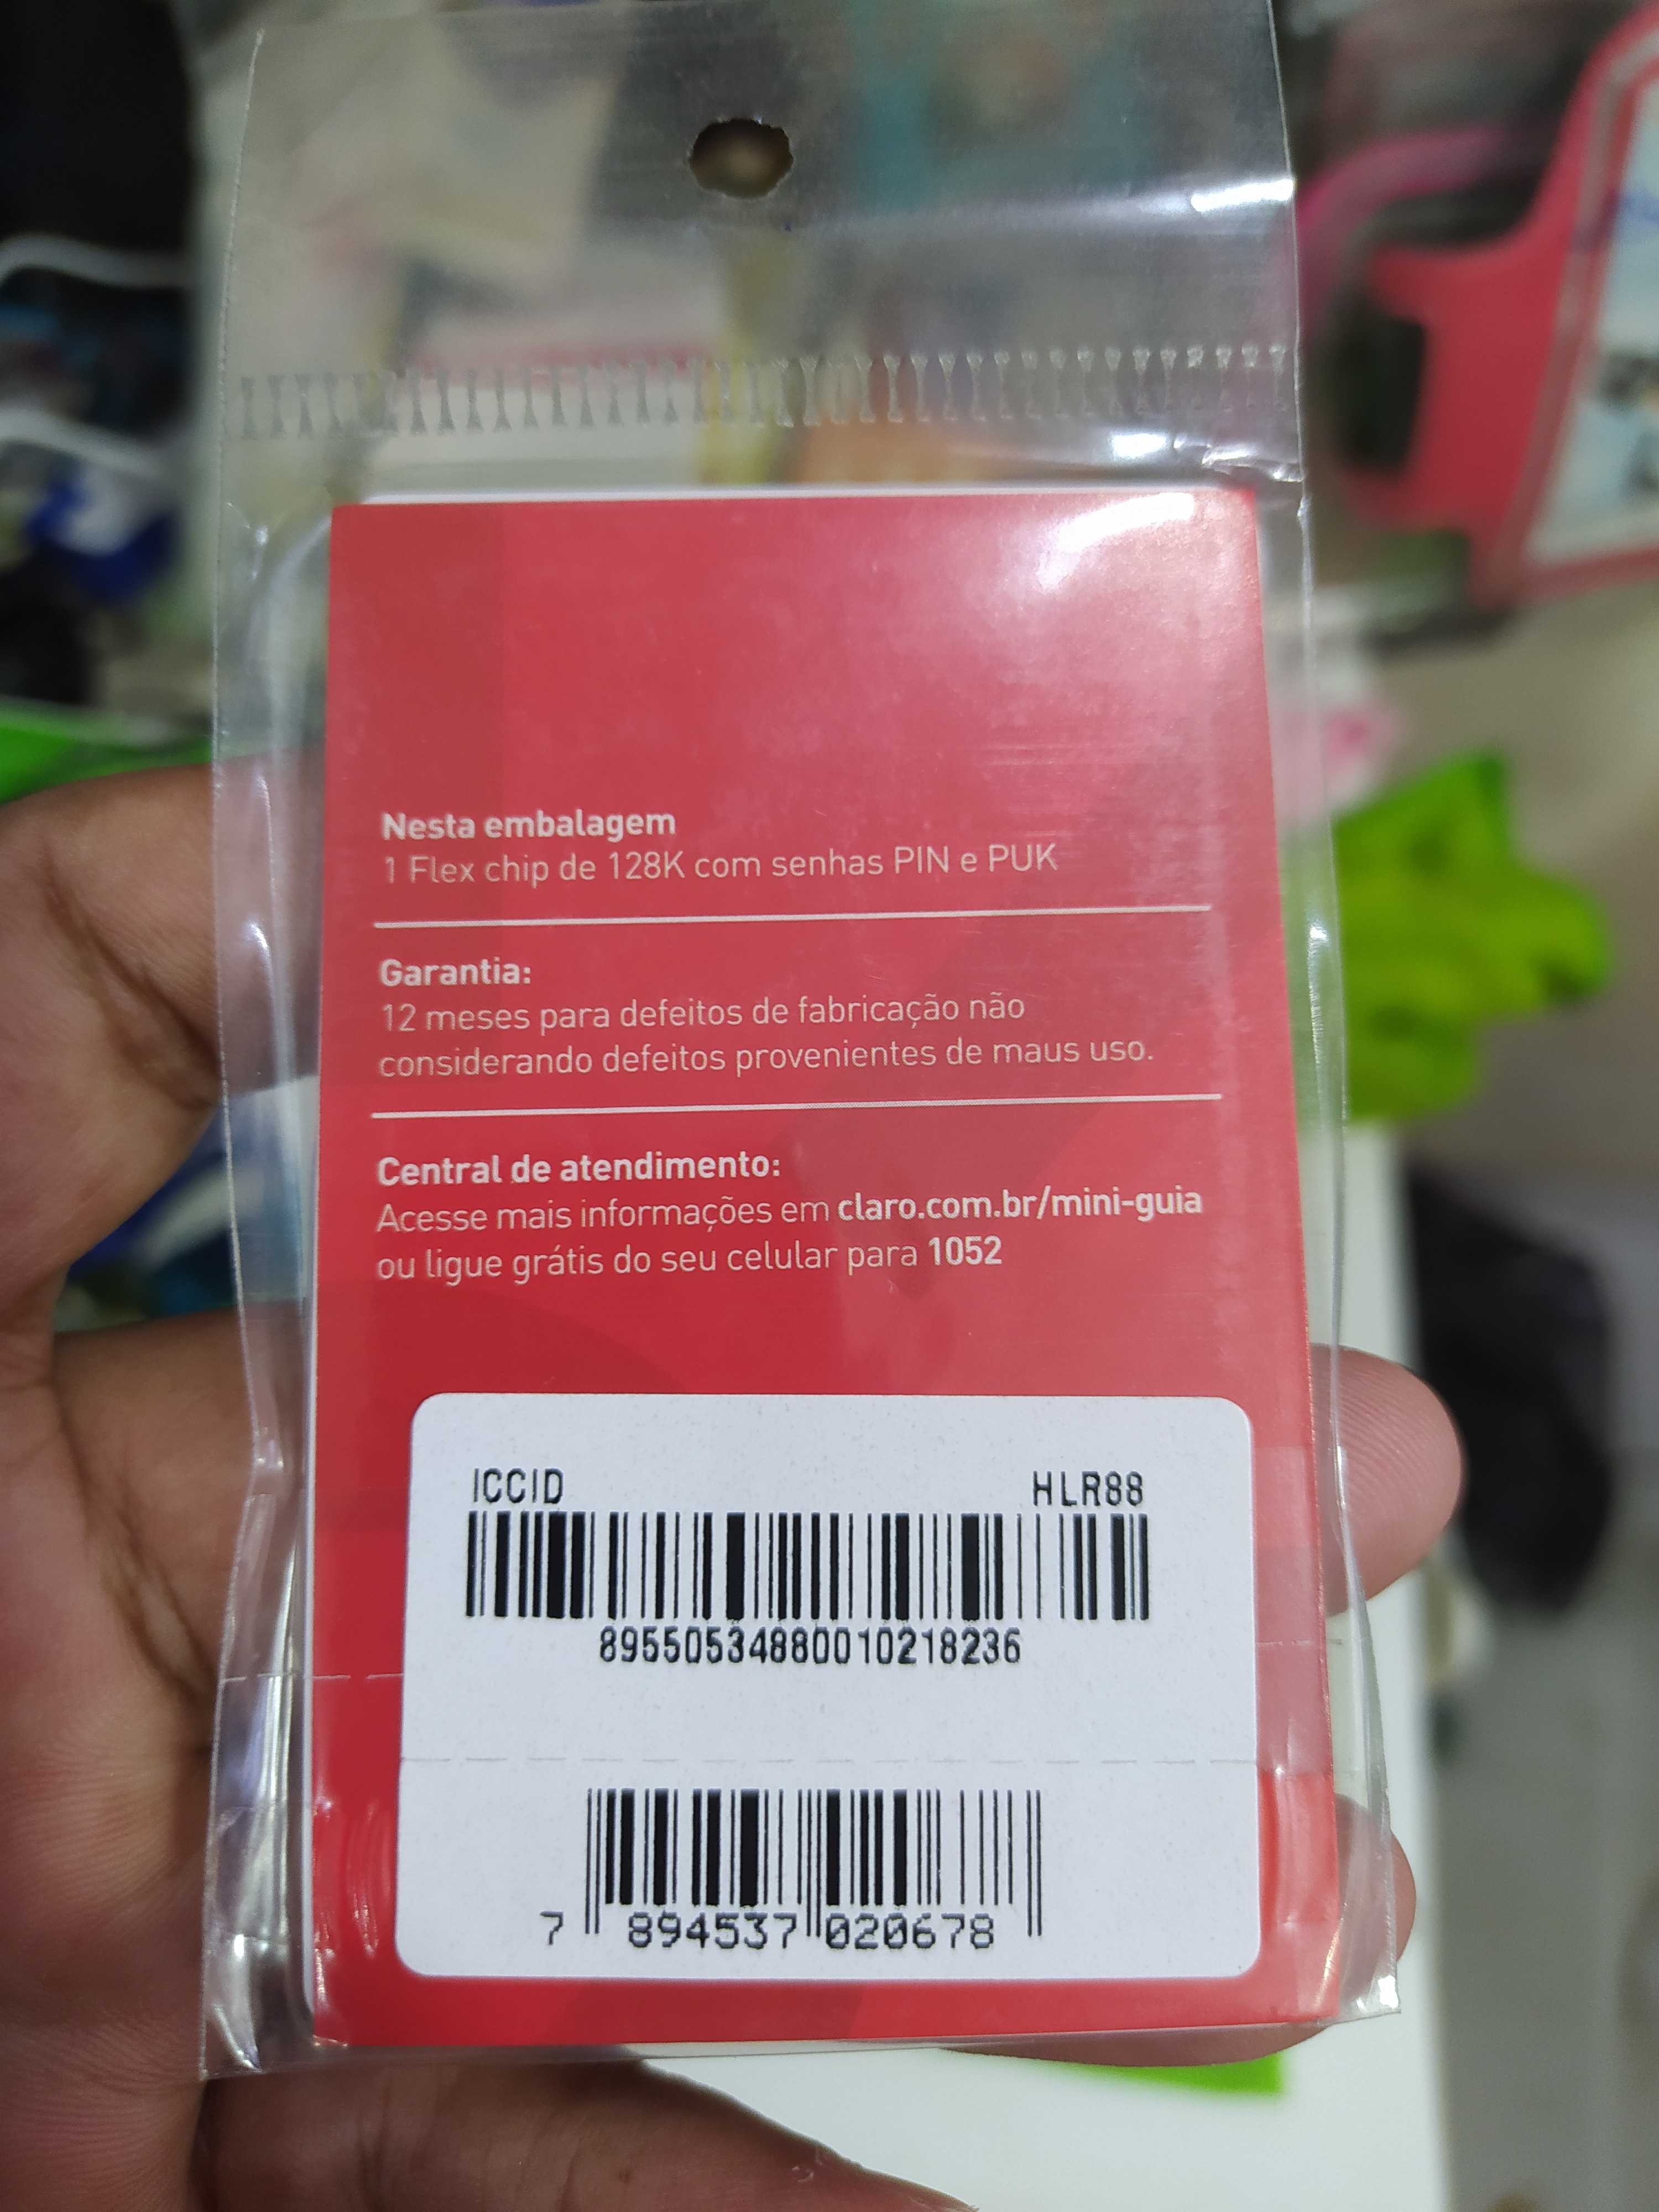 Nesta embalagem
1 Flex chip de 128K com senhas PIN e PUK
Garantia:
12 meses para defeitos de fabricação não
considerando defeitos provenientes de maus uso.
Central de atendimento:
Acesse mais informações em claro.com.br/mini-guia
ou ligue grátis do seu celular para 1052
ICCID HLR88
89550534880010218236
7 894537 020678